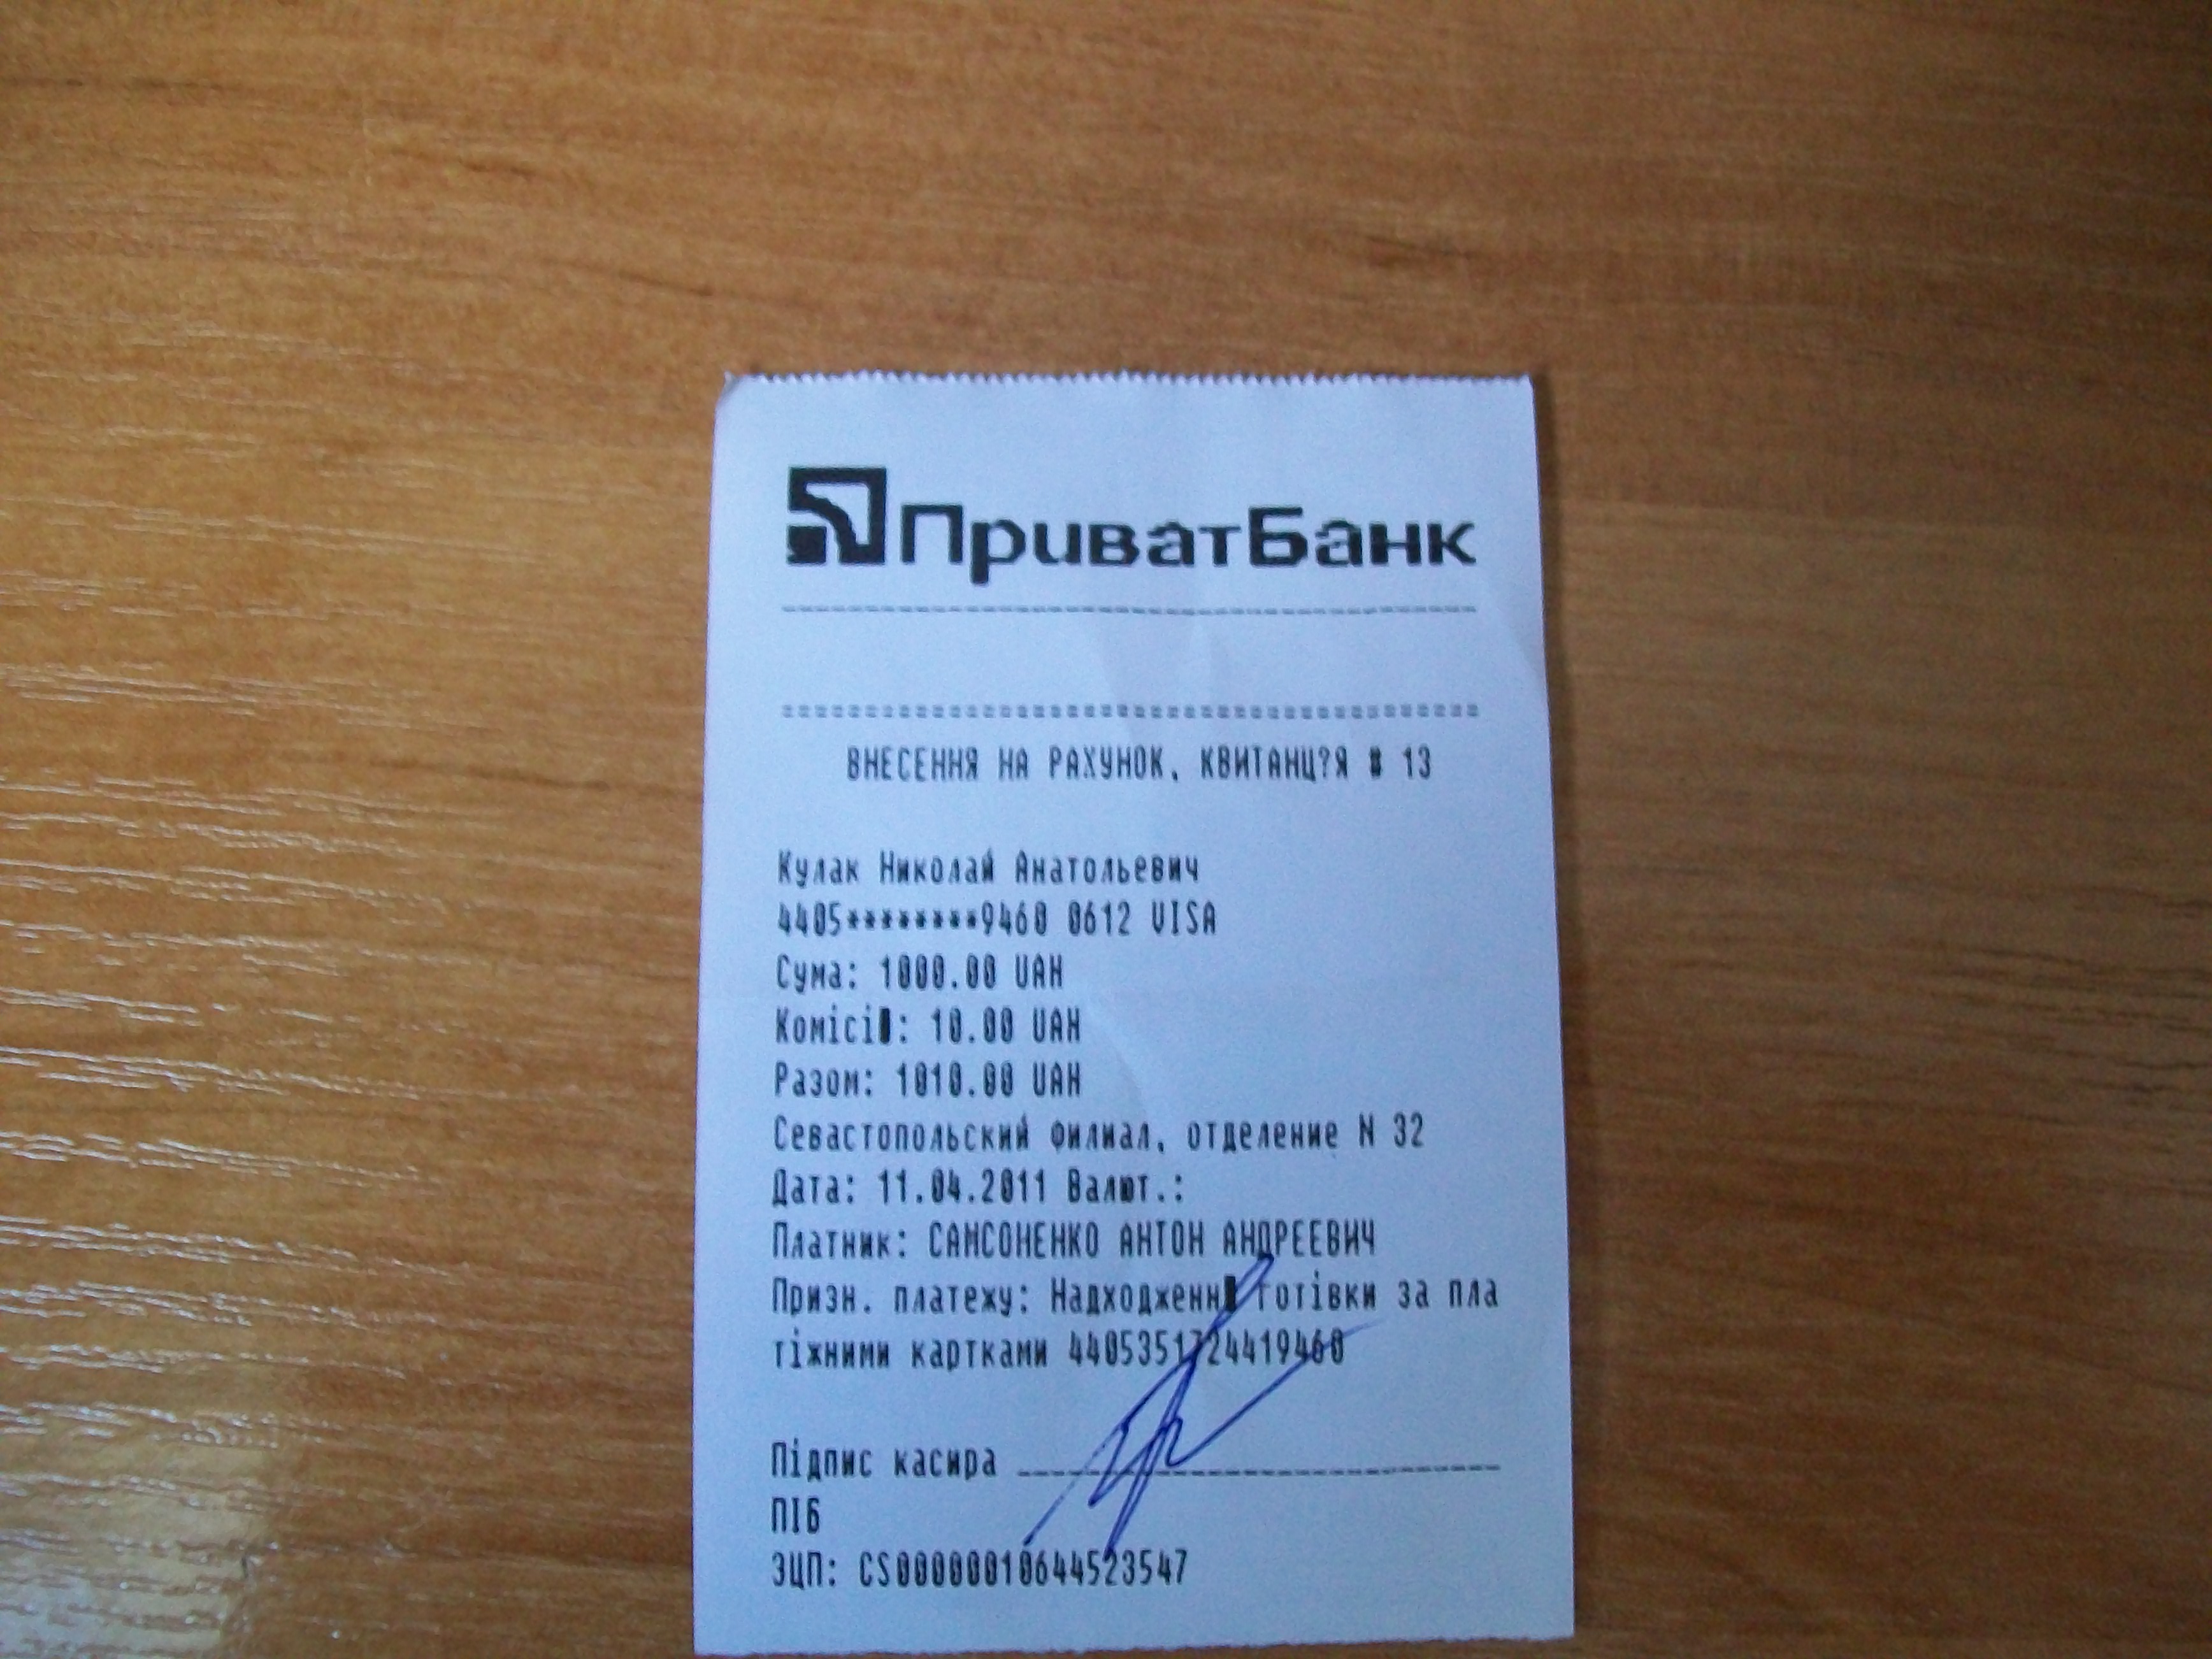 ПриватБанк
ВНЕСЕННЯ НА РАХУНОК, КВИТАНЦ?Я # 13
Кулак Николай Анатольевич
4405********9460 0612 VISA
Сума: 1000.00 UAH
Комісі : 10.00 UAH
Разом: 1010.00 UAH
Севастопольский филиал, отделение N 32
Дата: 11.04.2011 Валют.:
Платник: САМСОНЕНКО АНТОН АНДРЕЕВИЧ
Призн. платежу: Надходженн готівки за пла
тіжними картками 4405351724419460
Підпис касира
ПІБ
ЭЦП: CS00000010644523547